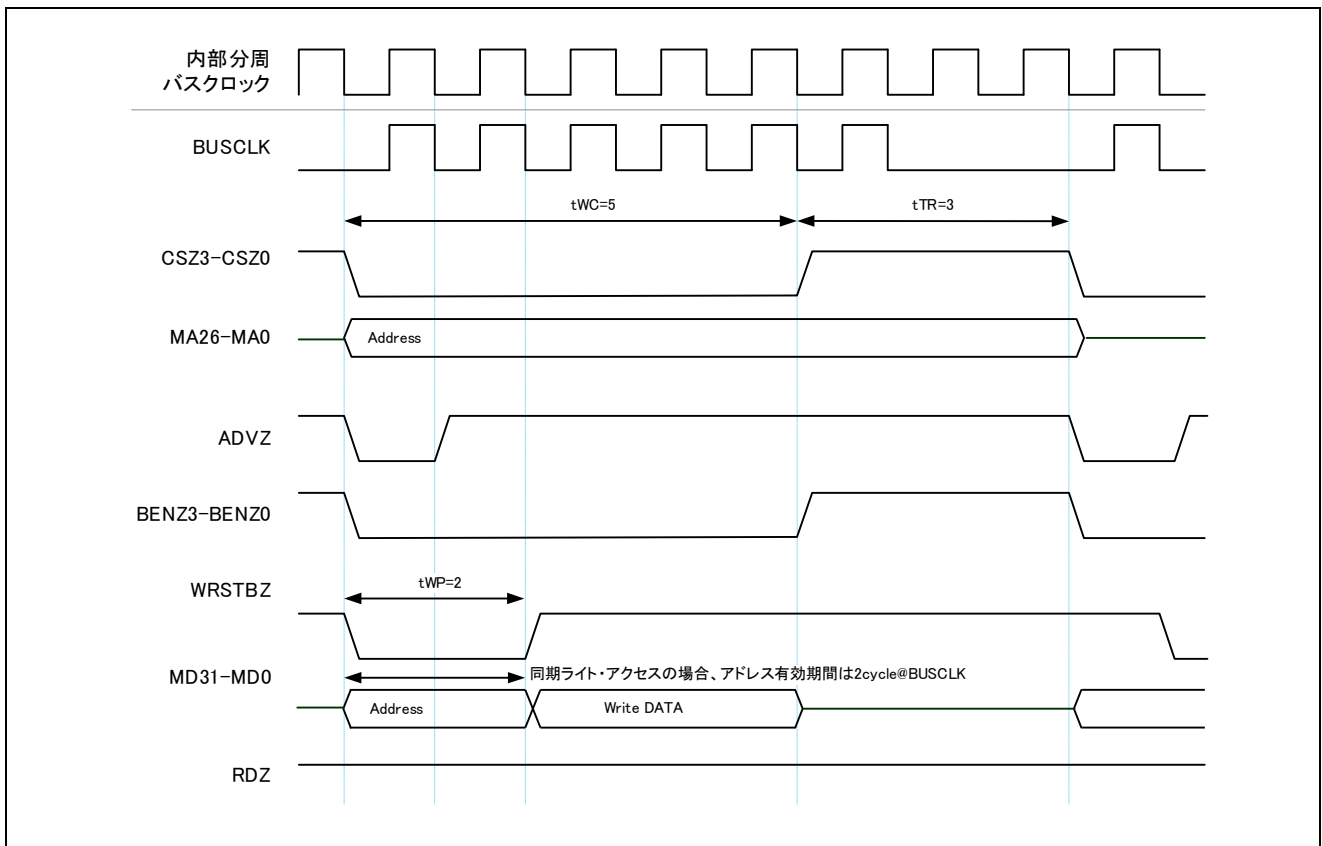 内部分周
バスクロック
BUSCLK
tWC=5
tTR=3
CSZ3-CSZ0
MA26-MA0
Address
ADVZ
BENZ3-BENZ0
WRSTBZ
tWP=2
MD31-MD0
同期ライト・アクセスの場合、アドレス有効期間は2cycle@BUSCLK
Address
Write DATA
RDZ